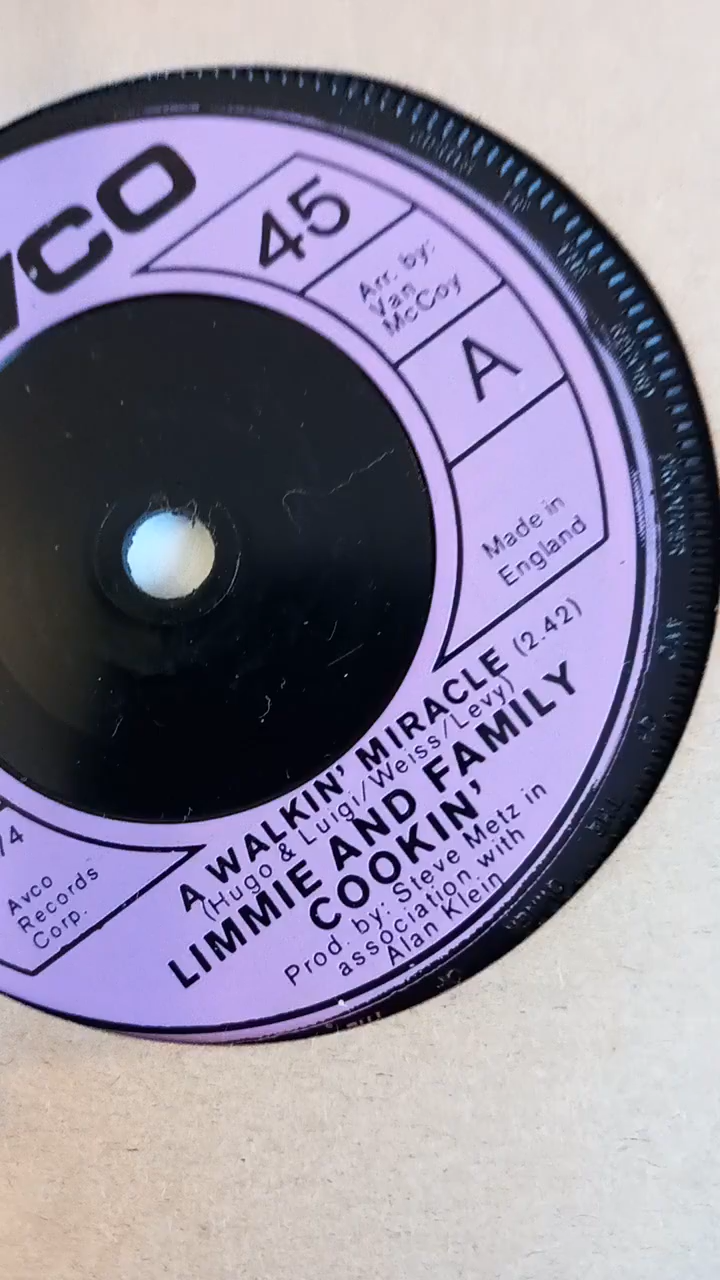 VCO
45
Arr. by:
Van
McCoy
A
Made in
England
A WALKIN' MIRACLE (2.42)
(Hugo & Luigi/Weiss/Levy)
LIMMIE AND FAMILY
COOKIN'
Prod. by: Steve Metz in
association with
Alan Klein
/4
Avco
Records
Corp.